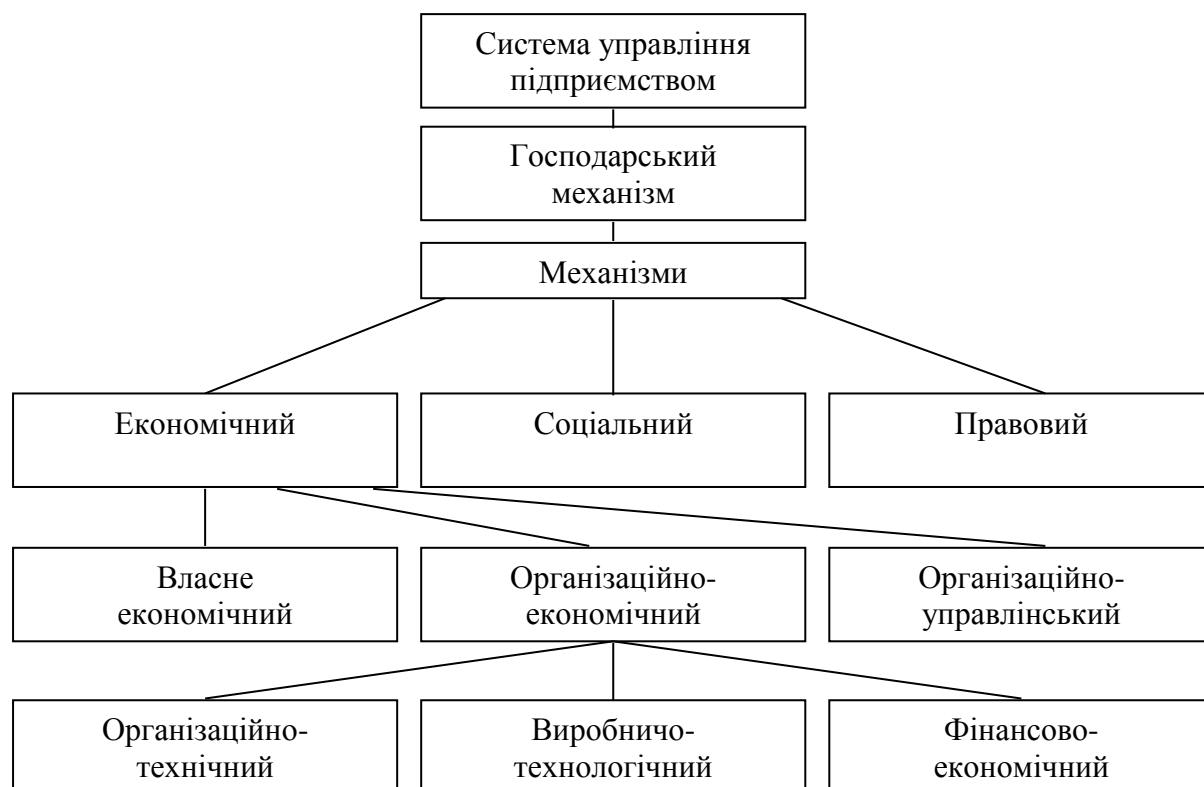 Система управління
підприємством
Господарський
механізм
Механізми
Економічний
Соціальний
Правовий
Власне
економічний
Організаційно-
економічний
Організаційно-
управлінський
Організаційно-
технічний
Виробничо-
технологічний
Фінансово-
економічний